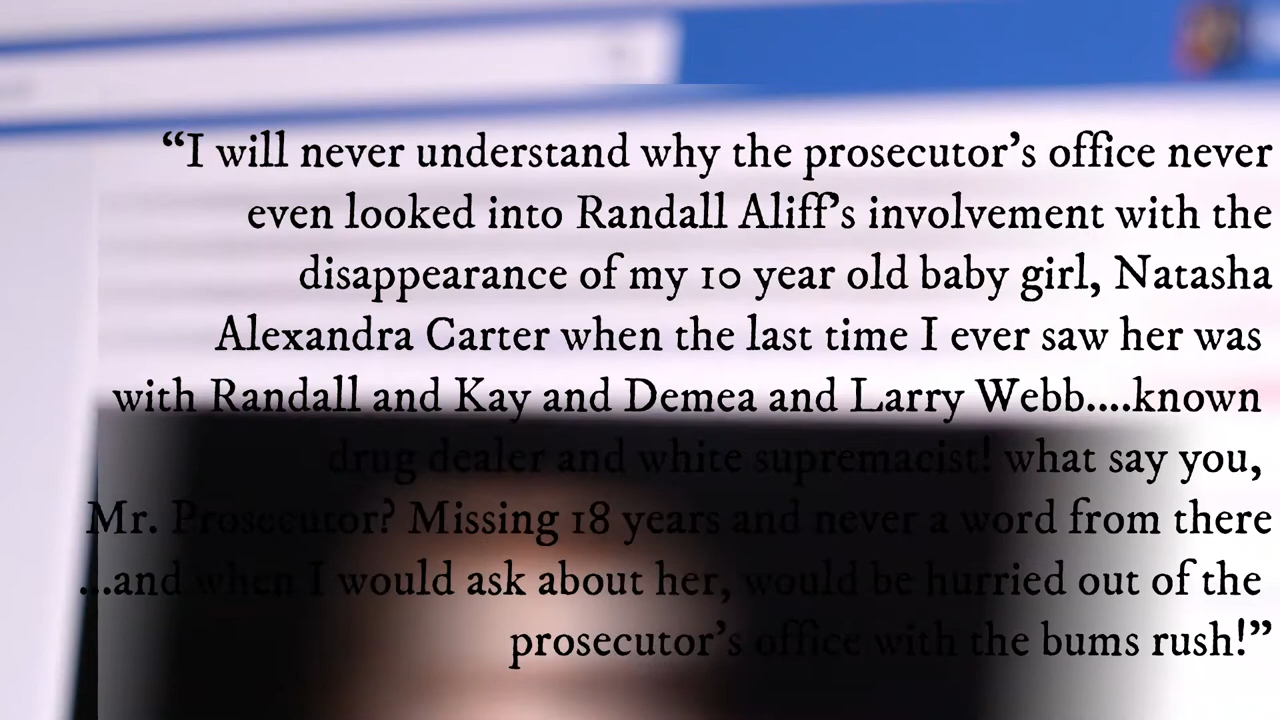 “I will never understand why the prosecutor’s office never
even looked into Randall Aliff’s involvement with the
disappearance of my 10 year old baby girl, Natasha
Alexandra Carter when the last time I ever saw her was
with Randall and Kay and Demea and Larry Webb....known
drug dealer and white supremacist! what say you,
Mr. Prosecutor? Missing 18 years and never a word from there
...and when I would ask about her, would be hurried out of the
prosecutor’s office with the bums rush!”